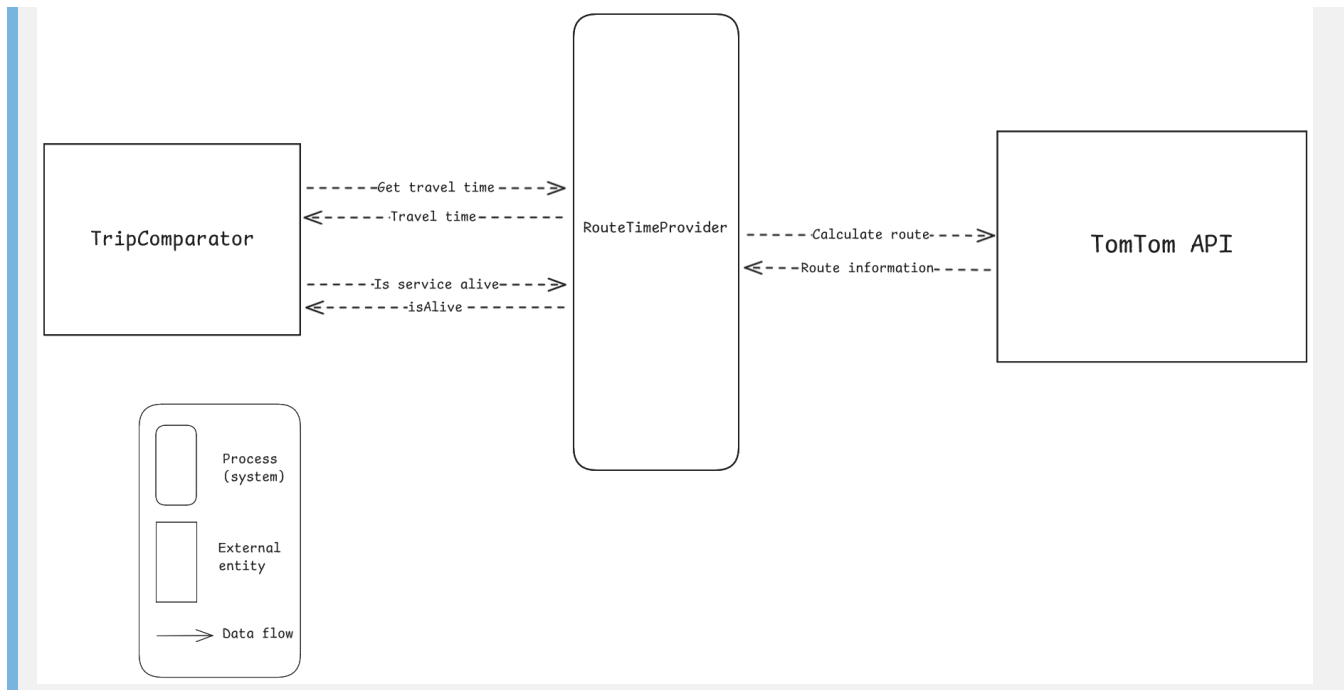 Get travel time
Travel time
TripComparator
RouteTimeProvider
Calculate route
TomTom API
Route information
Is service alive
isAlive
Process
(system)
External
entity
Data flow